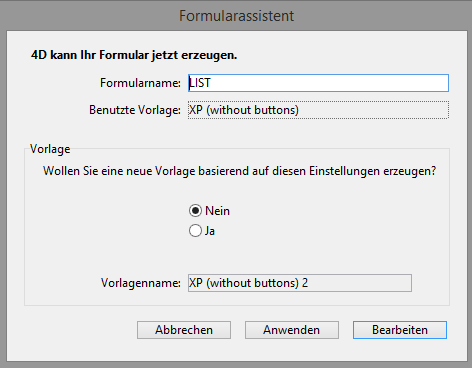 Formularassistent
4D kann Ihr Formular jetzt erzeugen.
Formularname: LIST
Benutzte Vorlage: XP (without buttons)
Vorlage
Wollen Sie eine neue Vorlage basierend auf diesen Einstellungen erzeugen?
Nein
Ja
Vorlagenname: XP (without buttons) 2
Abbrechen Anwenden Bearbeiten